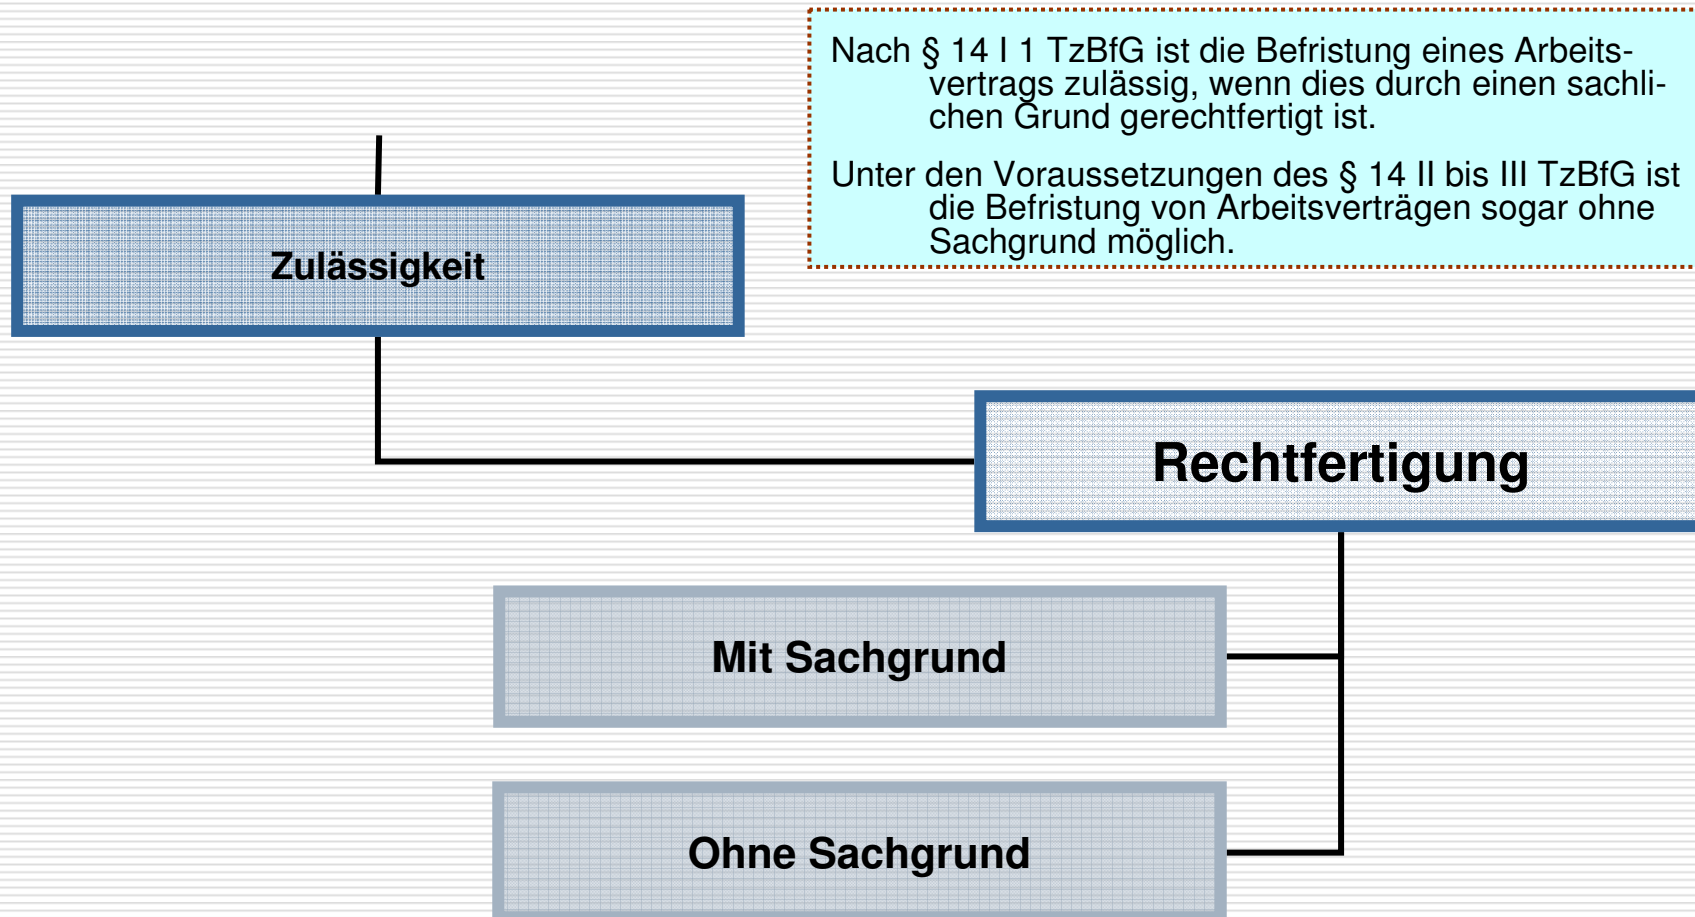 Nach § 14 I 1 TzBfG ist die Befristung eines Arbeits-
vertrags zulässig, wenn dies durch einen sachli-
chen Grund gerechtfertigt ist.
Unter den Voraussetzungen des § 14 II bis III TzBfG ist
die Befristung von Arbeitsverträgen sogar ohne
Sachgrund möglich.
Zulässigkeit
Rechtfertigung
Mit Sachgrund
Ohne Sachgrund